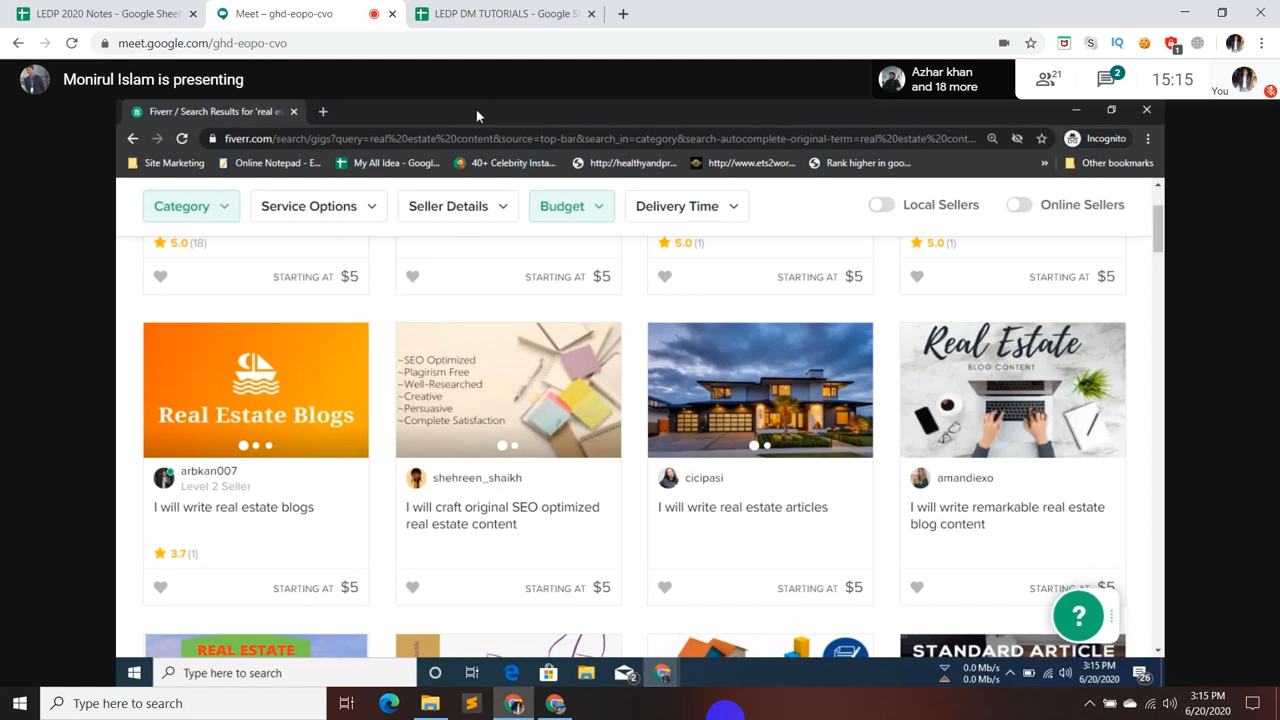 LEDP 2020 Notes - Google Sheet
Meet – ghd-eopo-cvo
LEDP DM TUTORIALS - Google Sh
meet.google.com/ghd-eopo-cvo
1
Monirul Islam is presenting
Azhar khan
and 18 more
21
2
15:15
You
Fiverr / Search Results for 'real es
fiverr.com/search/gigs?query=real%20estate%20content&source=top-bar&search_in=category&search-autocomplete-original-term=real%20estate%20cont...
Incognito
Site Marketing
Online Notepad - E...
My All Idea - Googl...
40+ Celebrity Insta...
http://healthyandpr...
http://www.ets2wor...
Rank higher in goo...
Other bookmarks
Category
Service Options
Seller Details
Budget
Delivery Time
Local Sellers
Online Sellers
5.0 (18)
5.0 (1)
5.0 (1)
STARTING AT $5
STARTING AT $5
STARTING AT $5
STARTING AT $5
Real Estate Blogs
~SEO Optimized
~Plagirism Free
~Well-Researched
~Creative
~Persuasive
~Complete Satisfaction
Real Estate
BLOG CONTENT
arbkan007
Level 2 Seller
I will write real estate blogs
3.7 (1)
STARTING AT $5
shehreen_shaikh
I will craft original SEO optimized
real estate content
STARTING AT $5
cicipasi
I will write real estate articles
STARTING AT $5
amandiexo
I will write remarkable real estate
blog content
STARTING AT $5
?
REAL ESTATE
STANDARD ARTICLE
Type here to search
2
0.0 Mb/s
0.0 Mb/s
3:15 PM
6/20/2020
26
Type here to search
3:15 PM
6/20/2020